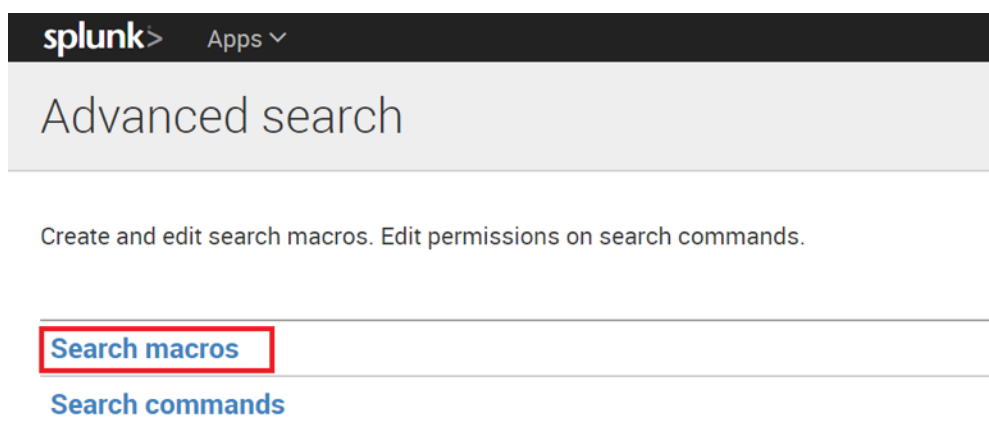 splunk> Apps
Advanced search
Create and edit search macros. Edit permissions on search commands.
Search macros
Search commands